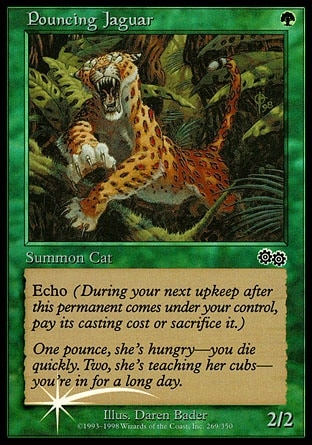 Pouncing Jaguar
98
Summon Cat
Echo (During your next upkeep after
this permanent comes under your control,
pay its casting cost or sacrifice it.)
One pounce, she's hungry—you die
quickly. Two, she's teaching her cubs—
you're in for a long day.
Illus. Daren Bader
©1993-1998 Wizards of the Coast, Inc. 269/350
2/2